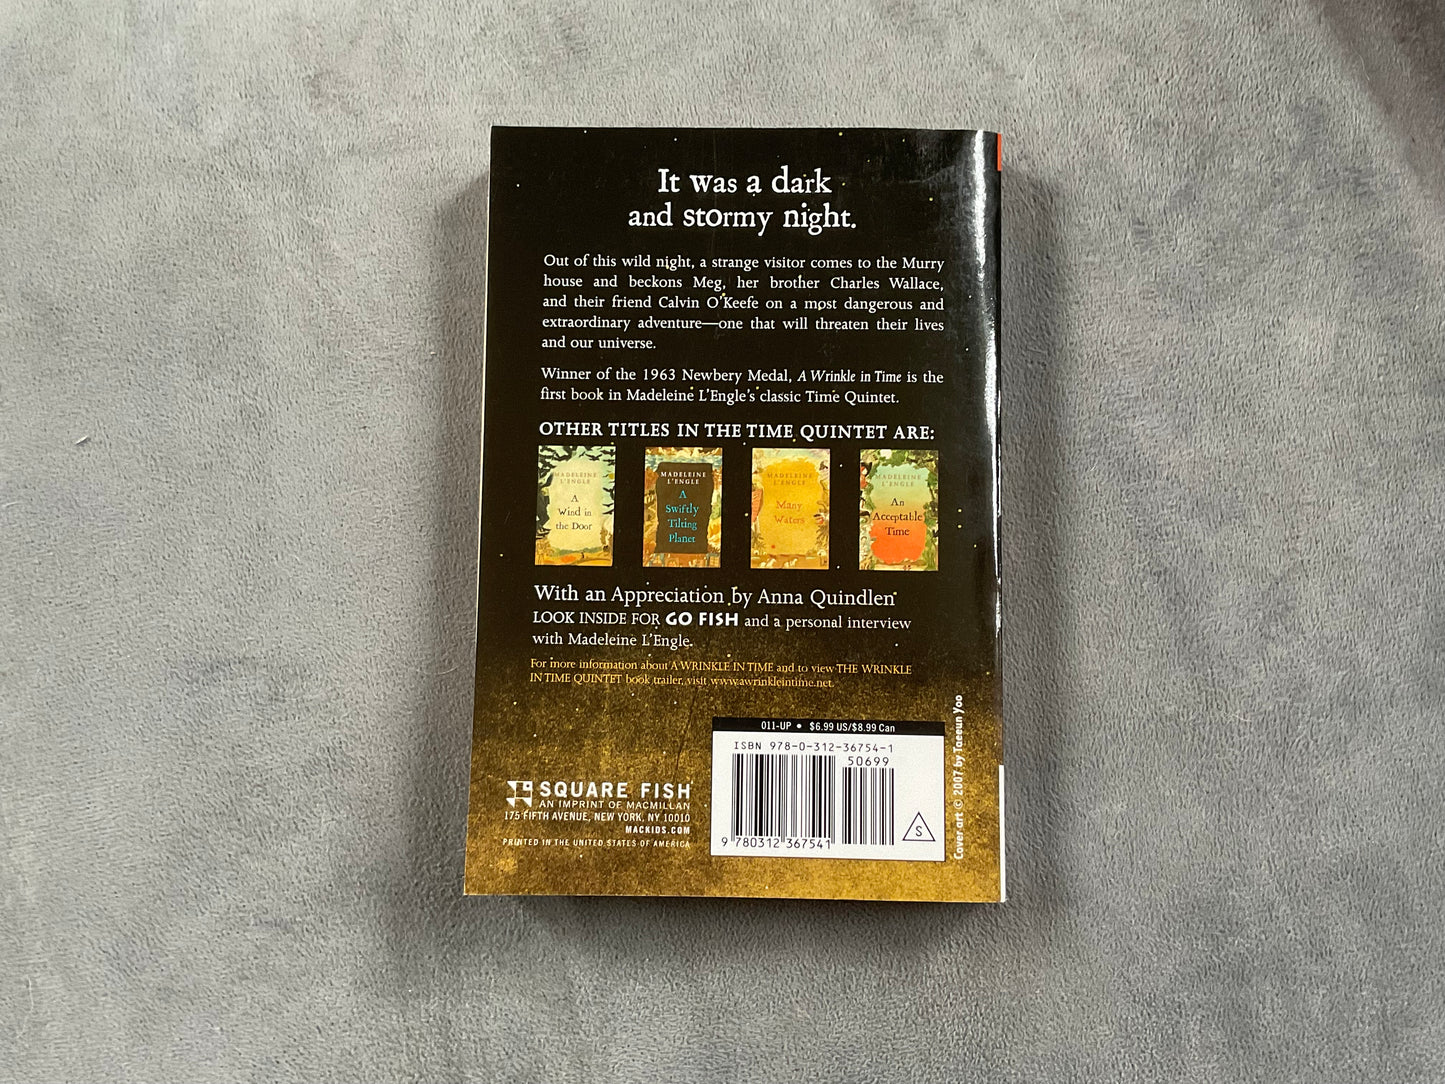 It was a dark
and stormy night.
Out of this wild night, a strange visitor comes to the Murry
house and beckons Meg, her brother Charles Wallace,
and their friend Calvin O'Keefe on a most dangerous and
extraordinary adventure—one that will threaten their lives
and our universe.
Winner of the 1963 Newbery Medal, A Wrinkle in Time is the
first book in Madeleine L'Engle's classic Time Quintet.
OTHER TITLES IN THE TIME QUINTET ARE:
MADELEINE
L'ENGLE
A
Wind in
the Door
MADELEINE
L'ENGLE
A
Swiftly
Tilting
Planet
MADELEINE
L'ENGLE
Many
Waters
MADELEINE
L'ENGLE
An
Acceptable
Time
With an Appreciation by Anna Quindlen
LOOK INSIDE FOR GO FISH and a personal interview
with Madeleine L'Engle.
For more information about A WRINKLE IN TIME and to view THE WRINKLE
IN TIME QUINTET book trailer, visit www.awrinkleintime.net.
011-UP • $6.99 US/$8.99 Can
ISBN 978-0-312-36754-1
50699
9 780312 367541
S
SQUARE FISH
AN IMPRINT OF MACMILLAN
175 FIFTH AVENUE, NEW YORK, NY 10010
MACKIDS.COM
PRINTED IN THE UNITED STATES OF AMERICA
Cover art © 2007 by Taeeun Yoo